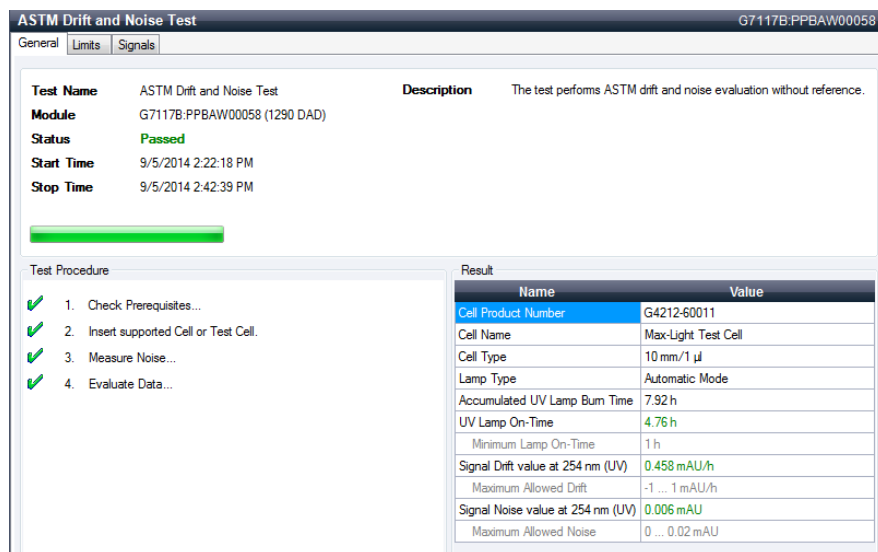 ASTM Drift and Noise Test G7117B:PPBAW00058
General Limits Signals
Test Name ASTM Drift and Noise Test Description The test performs ASTM drift and noise evaluation without reference.
Module G7117B:PPBAW00058 (1290 DAD)
Status Passed
Start Time 9/5/2014 2:22:18 PM
Stop Time 9/5/2014 2:42:39 PM
Test Procedure
1. Check Prerequisites...
2. Insert supported Cell or Test Cell.
3. Measure Noise...
4. Evaluate Data...
Result
Name Value
Cell Product Number G4212-60011
Cell Name Max-Light Test Cell
Cell Type 10 mm/1 µl
Lamp Type Automatic Mode
Accumulated UV Lamp Burn Time 7.92 h
UV Lamp On-Time 4.76 h
Minimum Lamp On-Time 1 h
Signal Drift value at 254 nm (UV) 0.458 mAU/h
Maximum Allowed Drift -1 ... 1 mAU/h
Signal Noise value at 254 nm (UV) 0.006 mAU
Maximum Allowed Noise 0 ... 0.02 mAU